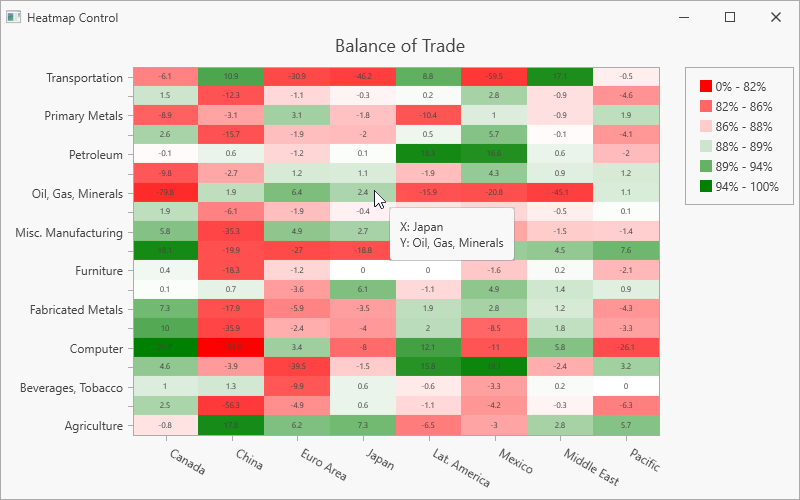 Heatmap Control
Balance of Trade
Transportation -6.1 10.9 -30.9 -46.2 8.8 -59.5 17.1 -0.5
1.5 -12.3 -1.1 -0.3 0.2 2.8 -0.9 -4.6
Primary Metals -8.9 -3.1 3.1 -1.8 -10.4 1 -0.9 1.9
2.6 -15.7 -1.9 -2 0.5 5.7 -0.1 -4.1
Petroleum -0.1 0.6 -1.2 0.1 0.6 -2
-9.8 -2.7 1.2 1.1 -1.9 4.3 0.9 1.2
Oil, Gas, Minerals -79.8 1.9 6.4 2.4 -15.9 -20.8 -45.1 1.1
1.9 -6.1 -1.9 -0.4 -0.5 0.1
Misc. Manufacturing 5.8 -35.3 4.9 2.7 -1.5 -1.4
-19.9 -27 -18.8 4.5 7.6
Furniture 0.4 -18.3 -1.2 0 0 -1.6 0.2 -2.1
0.1 0.7 -3.6 6.1 -1.1 4.9 1.4 0.9
Fabricated Metals 7.3 -17.9 -5.9 -3.5 1.9 2.8 1.2 -4.3
10 -35.9 -2.4 -4 2 -8.5 1.8 -3.3
Computer 3.4 -8 12.1 -11 5.8 -26.1
4.6 -3.9 -39.5 -1.5 15.8 -2.4 3.2
Beverages, Tobacco 1 1.3 -9.9 0.6 -0.6 -3.3 0.2 0
2.5 -56.3 -4.9 0.6 -1.1 -4.2 -0.3 -6.3
Agriculture -0.8 17.8 6.2 7.3 -6.5 -3 2.8 5.7
Canada China Euro Area Japan Lat. America Mexico Middle East Pacific
X: Japan
Y: Oil, Gas, Minerals
0% - 82%
82% - 86%
86% - 88%
88% - 89%
89% - 94%
94% - 100%